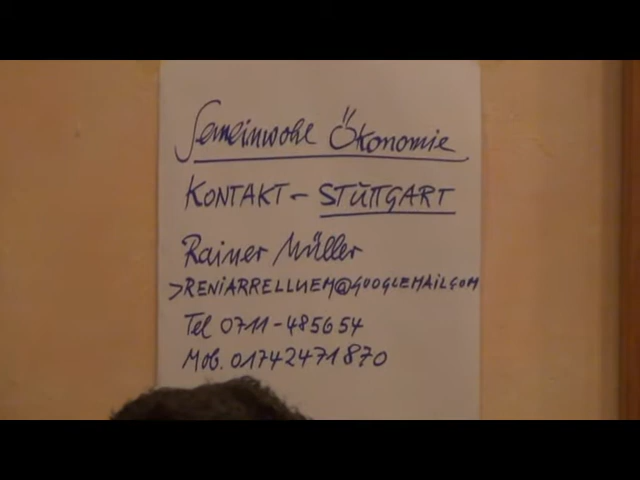 Gemeinwohl Ökonomie
KONTAKT – STUTTGART
Rainer Müller
>RENIARRELLUEM@GOOGLEMAIL.COM
Tel 0711-485654
Mob. 01742471870